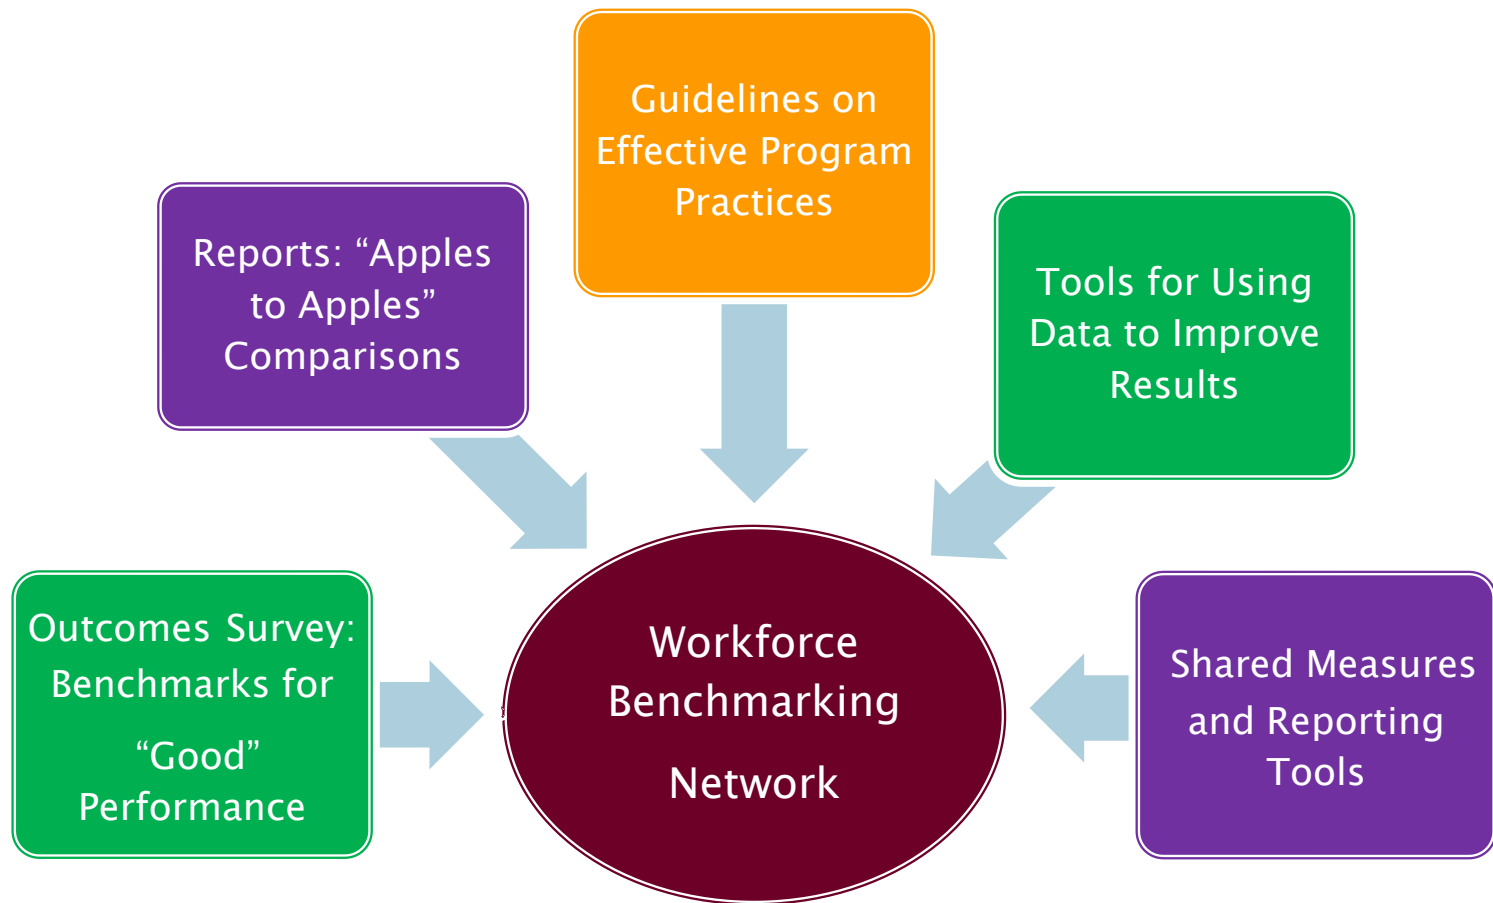 Guidelines on
Effective Program
Practices
Reports: “Apples
to Apples”
Comparisons
Tools for Using
Data to Improve
Results
Outcomes Survey:
Benchmarks for
“Good”
Performance
Workforce
Benchmarking
Network
Shared Measures
and Reporting
Tools